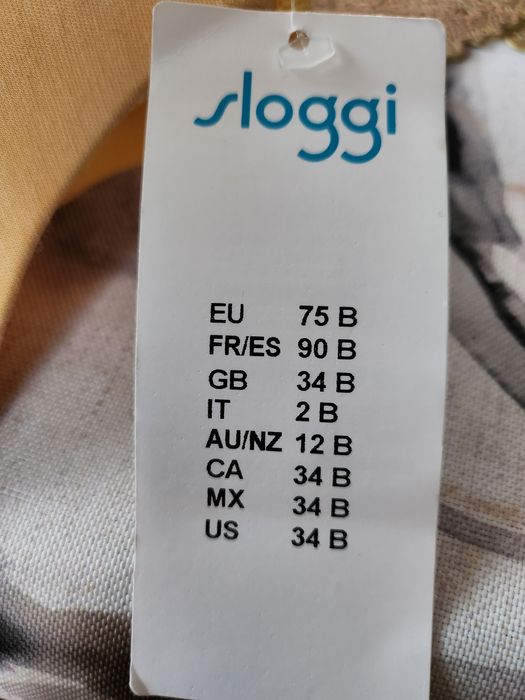 sloggi
EU 75 B
FR/ES 90 B
GB 34 B
IT 2 B
AU/NZ 12 B
CA 34 B
MX 34 B
US 34 B